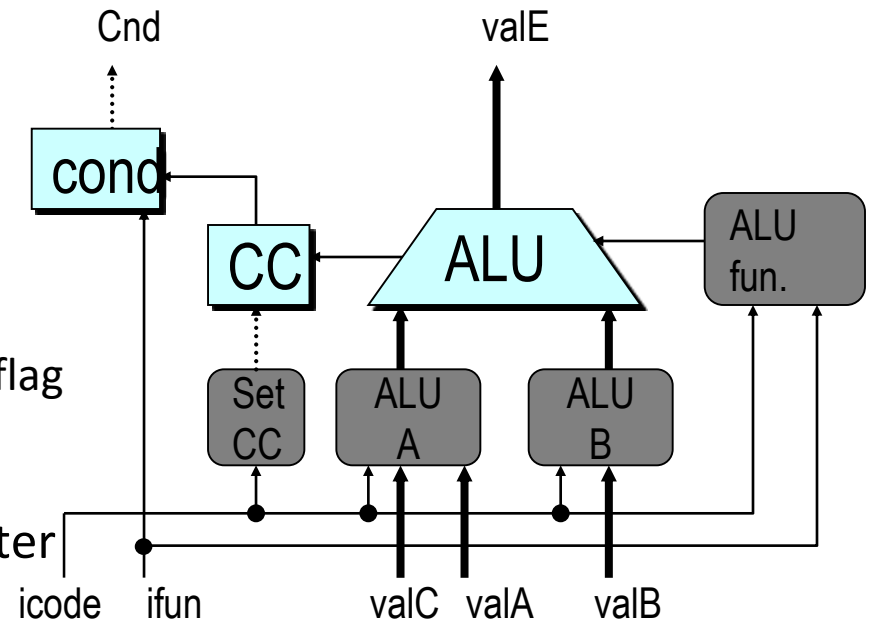 Cnd valE
cond
ALU
fun.
CC ALU
flag
Set ALU ALU
CC A B
ter
icode ifun valC valA valB